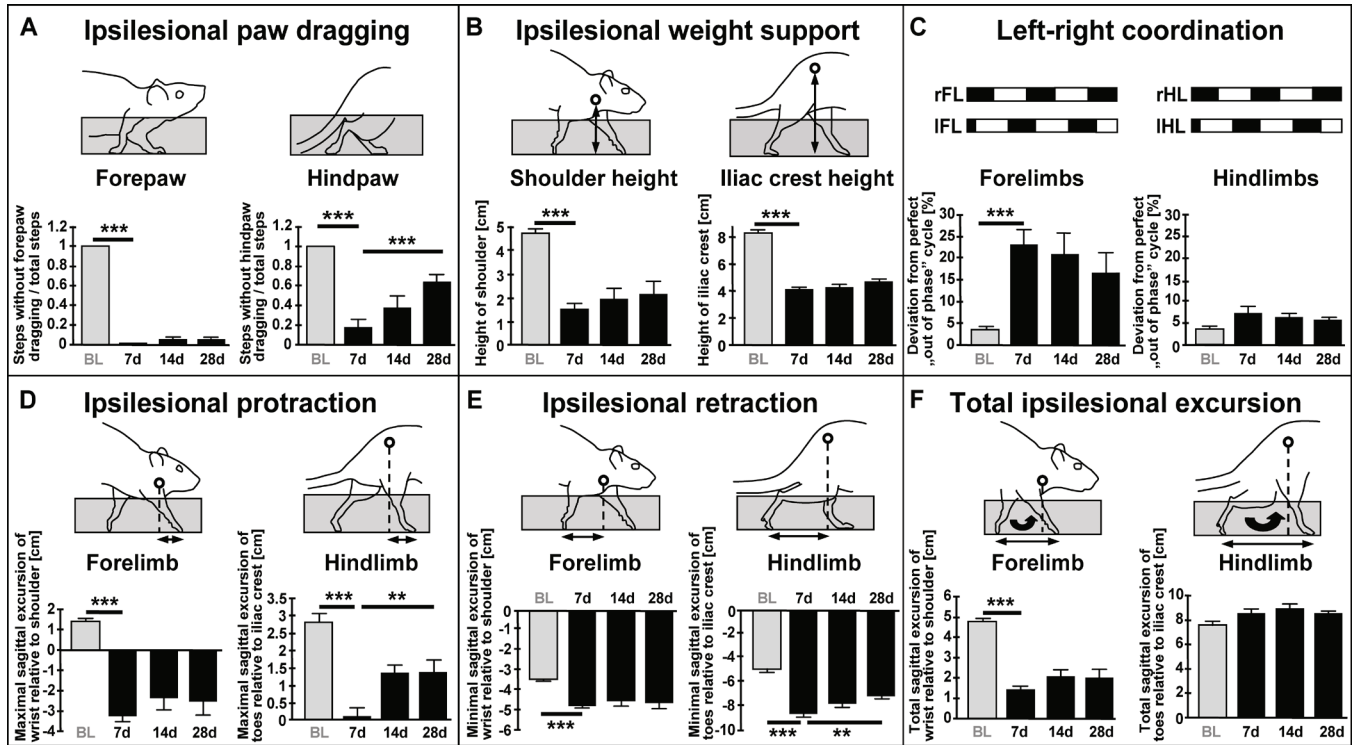 A Ipsilesional paw dragging
Forepaw
Hindpaw
Steps without forepaw
dragging / total steps
1.2
1
0.8
0.6
0.4
0.2
0
***
BL 7d 14d 28d
Steps without hindpaw
dragging / total steps
1.2
1
0.8
0.6
0.4
0.2
0
***
***
BL 7d 14d 28d
B Ipsilesional weight support
Shoulder height
Iliac crest height
Height of shoulder [cm]
5
4
3
2
1
0
***
BL 7d 14d 28d
Height of iliac crest [cm]
8
6
4
2
0
***
BL 7d 14d 28d
C Left-right coordination
rFL
lFL
rHL
lHL
Forelimbs
Hindlimbs
Deviation from perfect
„out of phase” cycle [%]
30
25
20
15
10
5
0
***
BL 7d 14d 28d
Deviation from perfect
„out of phase” cycle [%]
30
25
20
15
10
5
0
BL 7d 14d 28d
D Ipsilesional protraction
Forelimb
Hindlimb
Maximal sagittal excursion of
wrist relative to shoulder [cm]
2
1
0
-1
-2
-3
-4
***
BL 7d 14d 28d
Maximal sagittal excursion of
toes relative to iliac crest [cm]
3.5
3
2.5
2
1.5
1
0.5
0
***
**
BL 7d 14d 28d
E Ipsilesional retraction
Forelimb
Hindlimb
Minimal sagittal excursion of
wrist relative to shoulder [cm]
BL 7d 14d 28d
0
-1
-2
-3
-4
-5
-6
***
Minimal sagittal excursion of
toes relative to iliac crest [cm]
BL 7d 14d 28d
0
-2
-4
-6
-8
-10
***
**
F Total ipsilesional excursion
Forelimb
Hindlimb
Total sagittal excursion of
wrist relative to shoulder [cm]
6
5
4
3
2
1
0
***
BL 7d 14d 28d
Total sagittal excursion of
toes relative to iliac crest [cm]
10
8
6
4
2
0
BL 7d 14d 28d